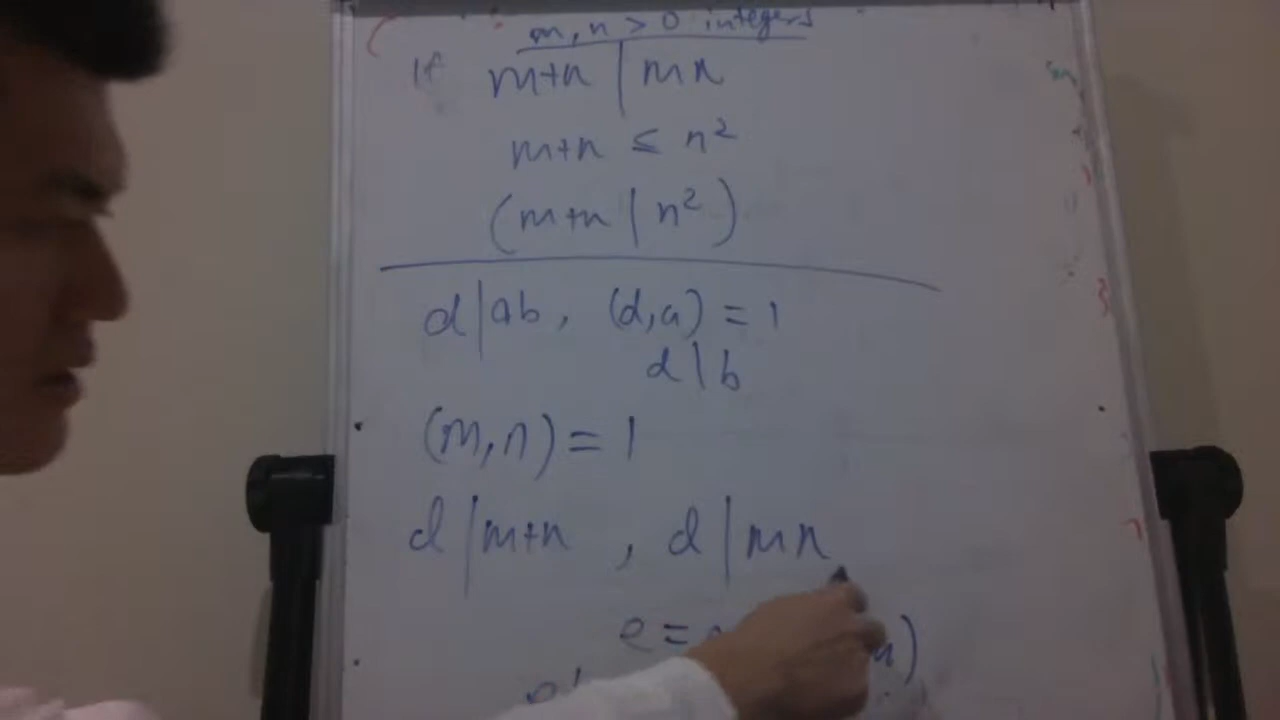 m, n > 0 integers
If m+n | mn
m+n ≤ n²
(m+n | n²)
d | ab, (d,a) = 1
d | b
(m,n) = 1
d | m+n , d | mn
e =